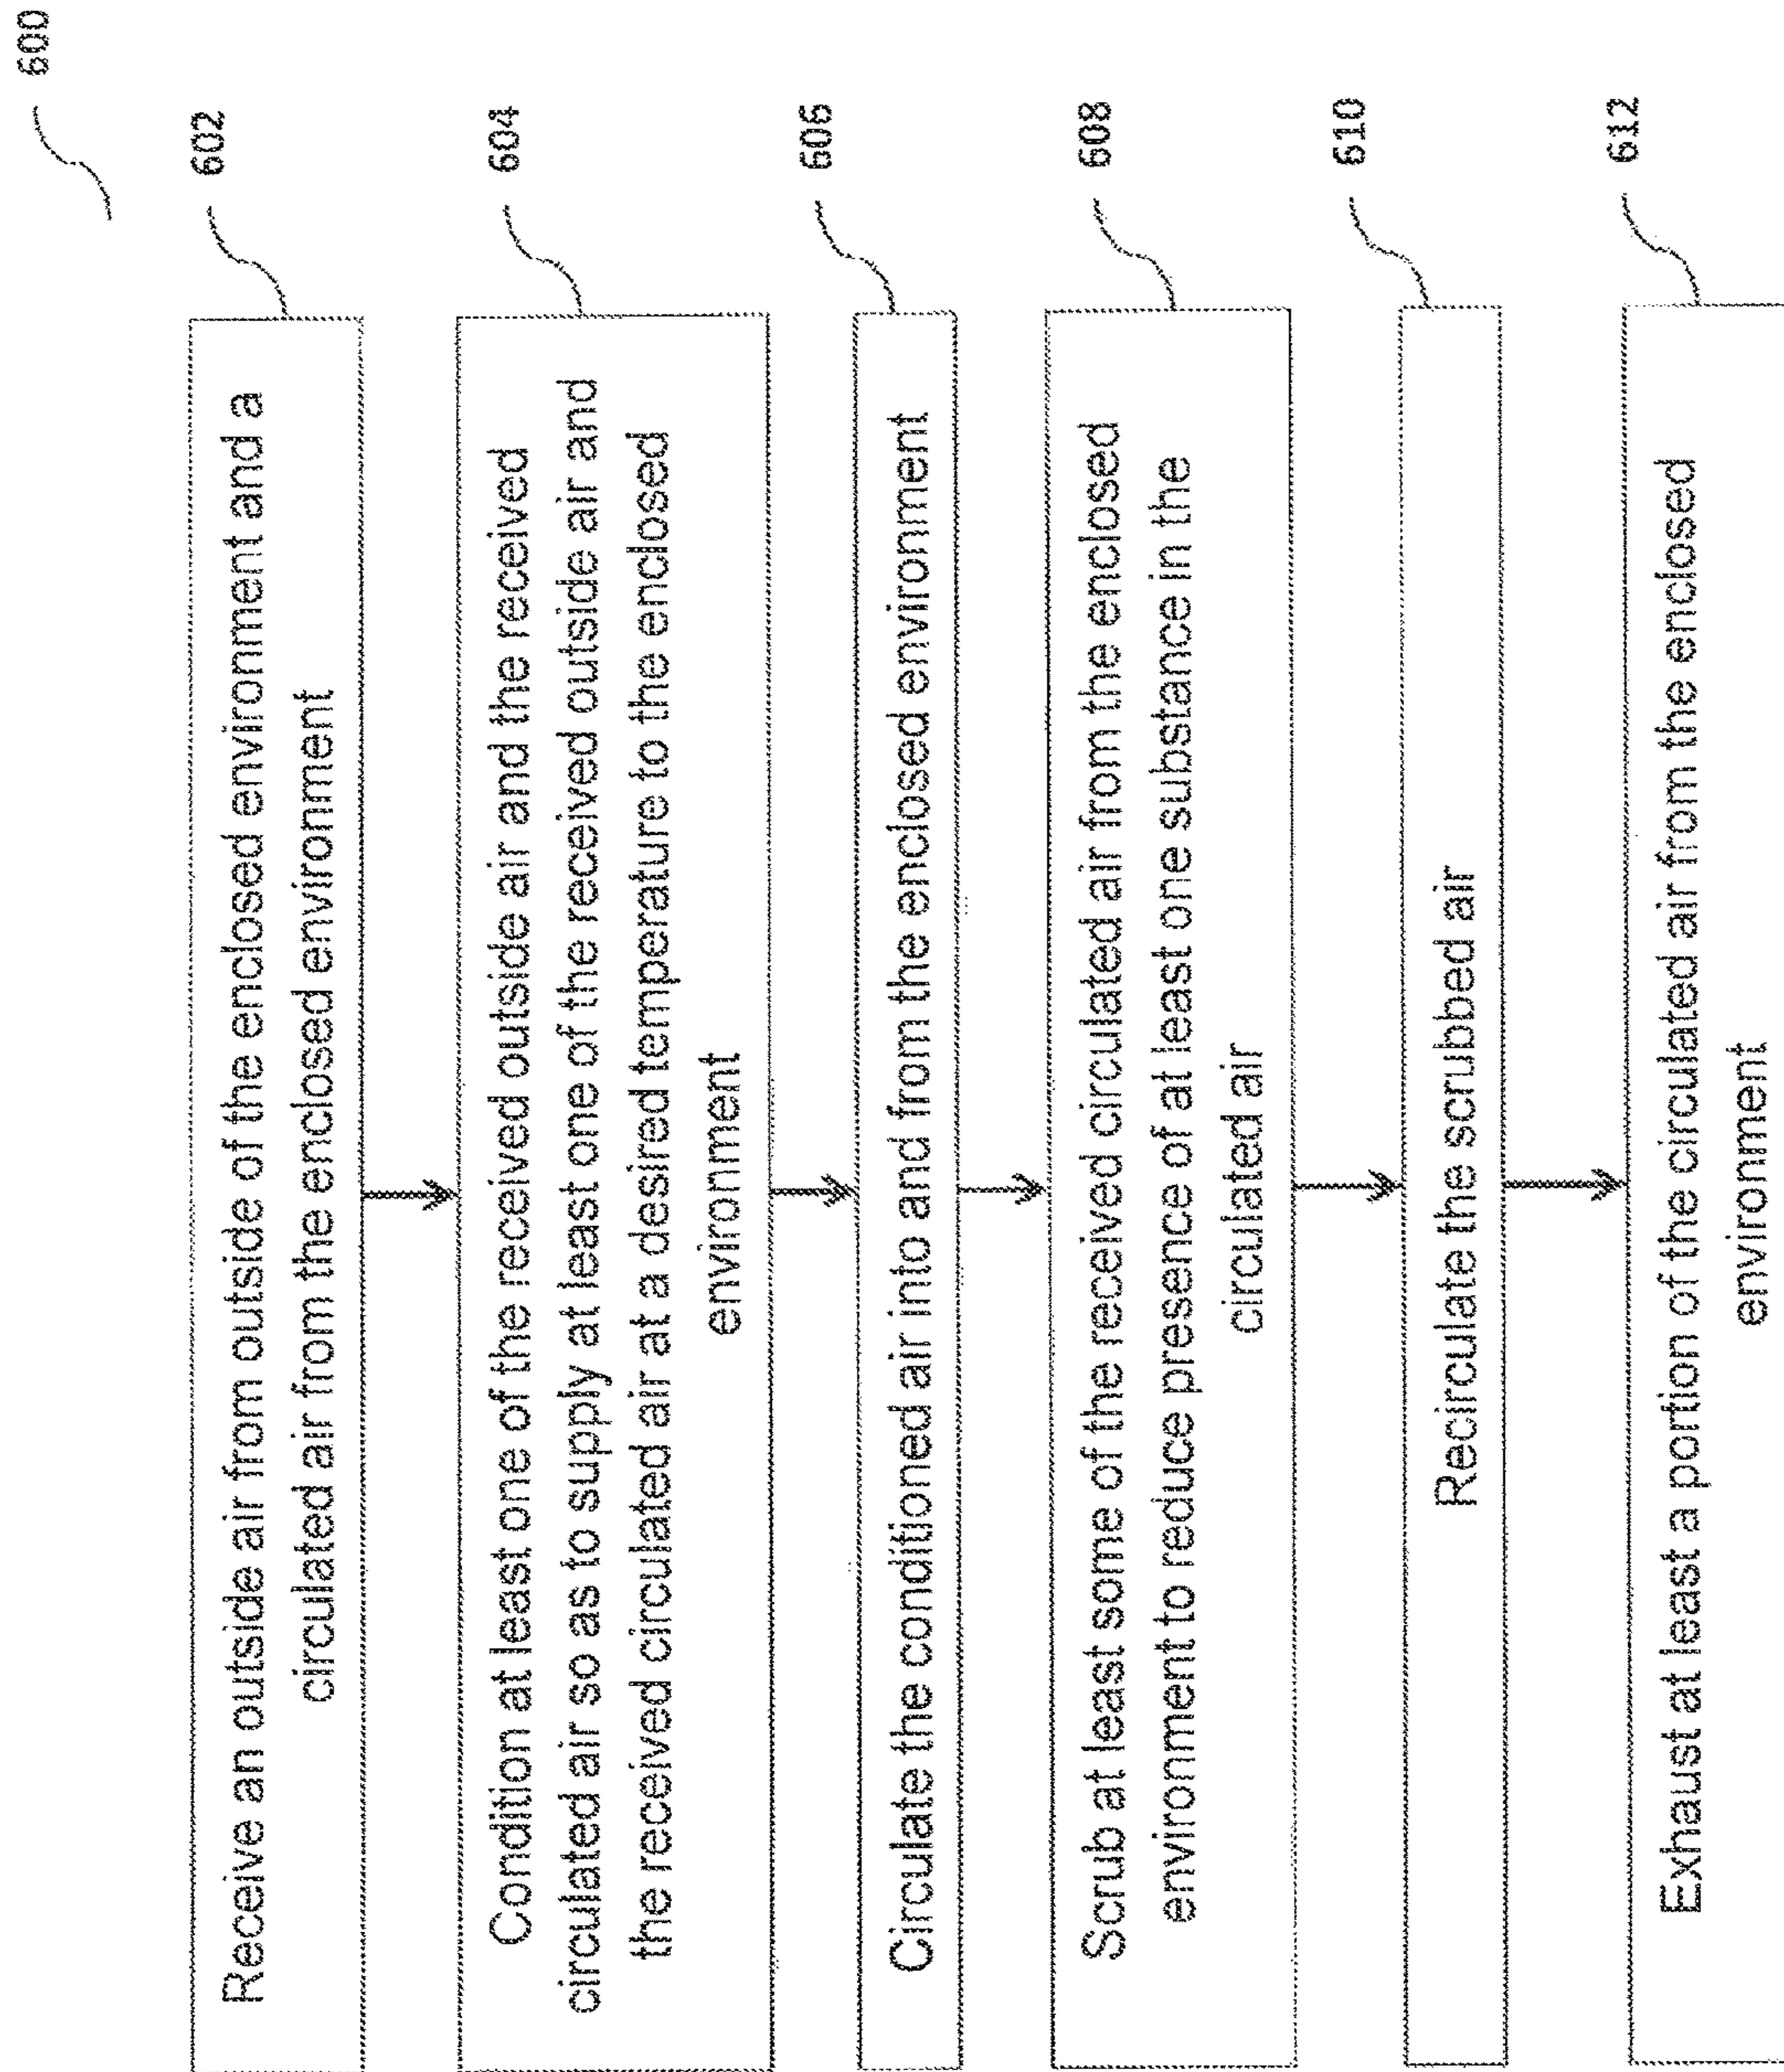 600
602
Receive an outside air from outside of the enclosed environment and a
circulated air from the enclosed environment
604
Condition at least one of the received outside air and the received
circulated air so as to supply at least one of the received outside air and
the received circulated air at a desired temperature to the enclosed
environment
606
Circulate the conditioned air into and from the enclosed environment
608
Scrub at least some of the received circulated air from the enclosed
environment to reduce presence of at least one substance in the
circulated air
610
Recirculate the scrubbed air
612
Exhaust at least a portion of the circulated air from the enclosed
environment